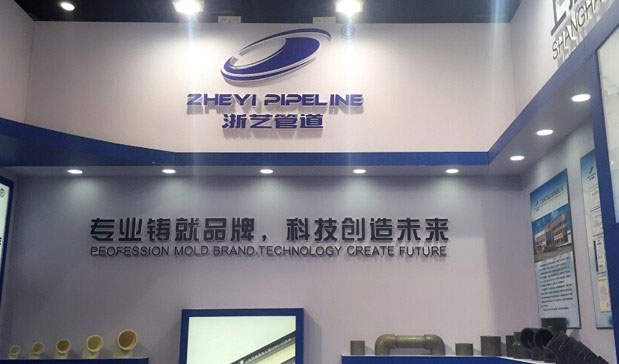 ZHEYI PIPELINE
浙艺管道
SHANGHA
专业铸就品牌，科技创造未来
PEOFESSION MOLD BRAND,TECHNOLOGY CREATE FUTURE